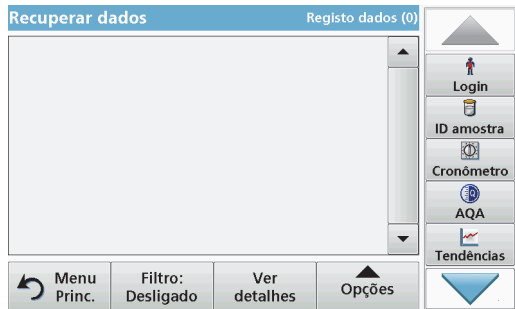 Recuperar dados
Registo dados (0)
Login
ID amostra
Cronômetro
AQA
Tendências
Menu
Princ.
Filtro:
Desligado
Ver
detalhes
Opções